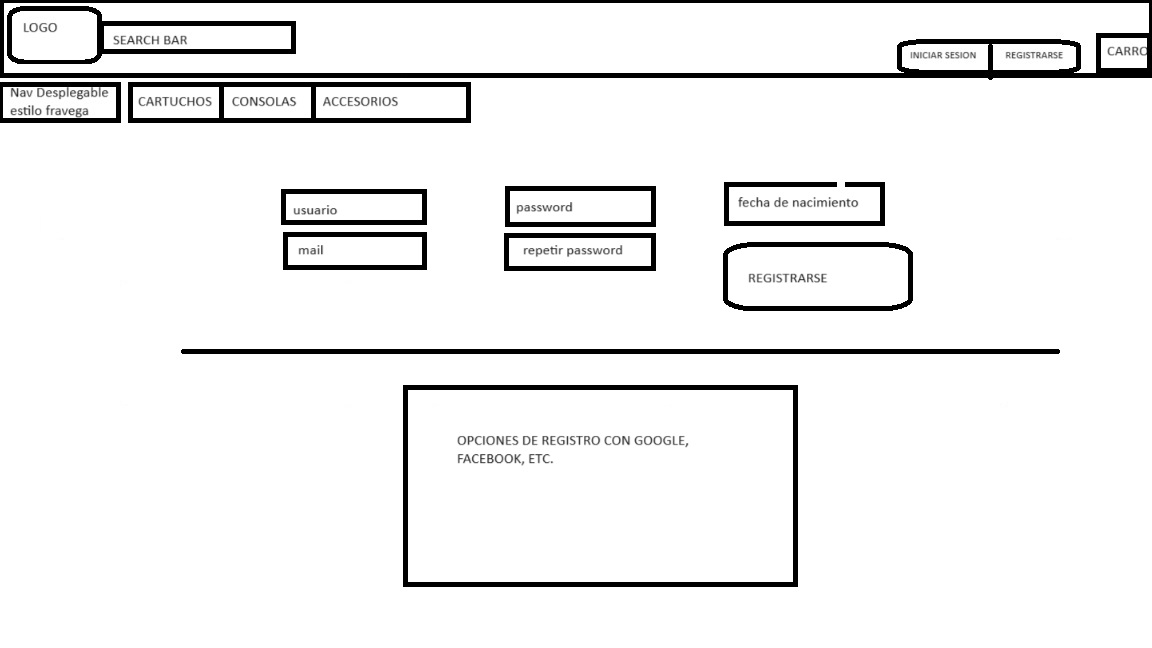 LOGO
SEARCH BAR
INICIAR SESION
REGISTRARSE
CARRO
Nav Desplegable
estilo fravega
CARTUCHOS
CONSOLAS
ACCESORIOS
usuario
password
fecha de nacimiento
mail
repetir password
REGISTRARSE
OPCIONES DE REGISTRO CON GOOGLE,
FACEBOOK, ETC.